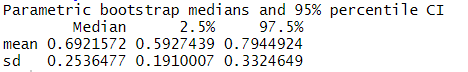 Parametric bootstrap medians and 95% percentile CI
Median 2.5% 97.5%
mean 0.6921572 0.5927439 0.7944924
sd 0.2536477 0.1910007 0.3324649